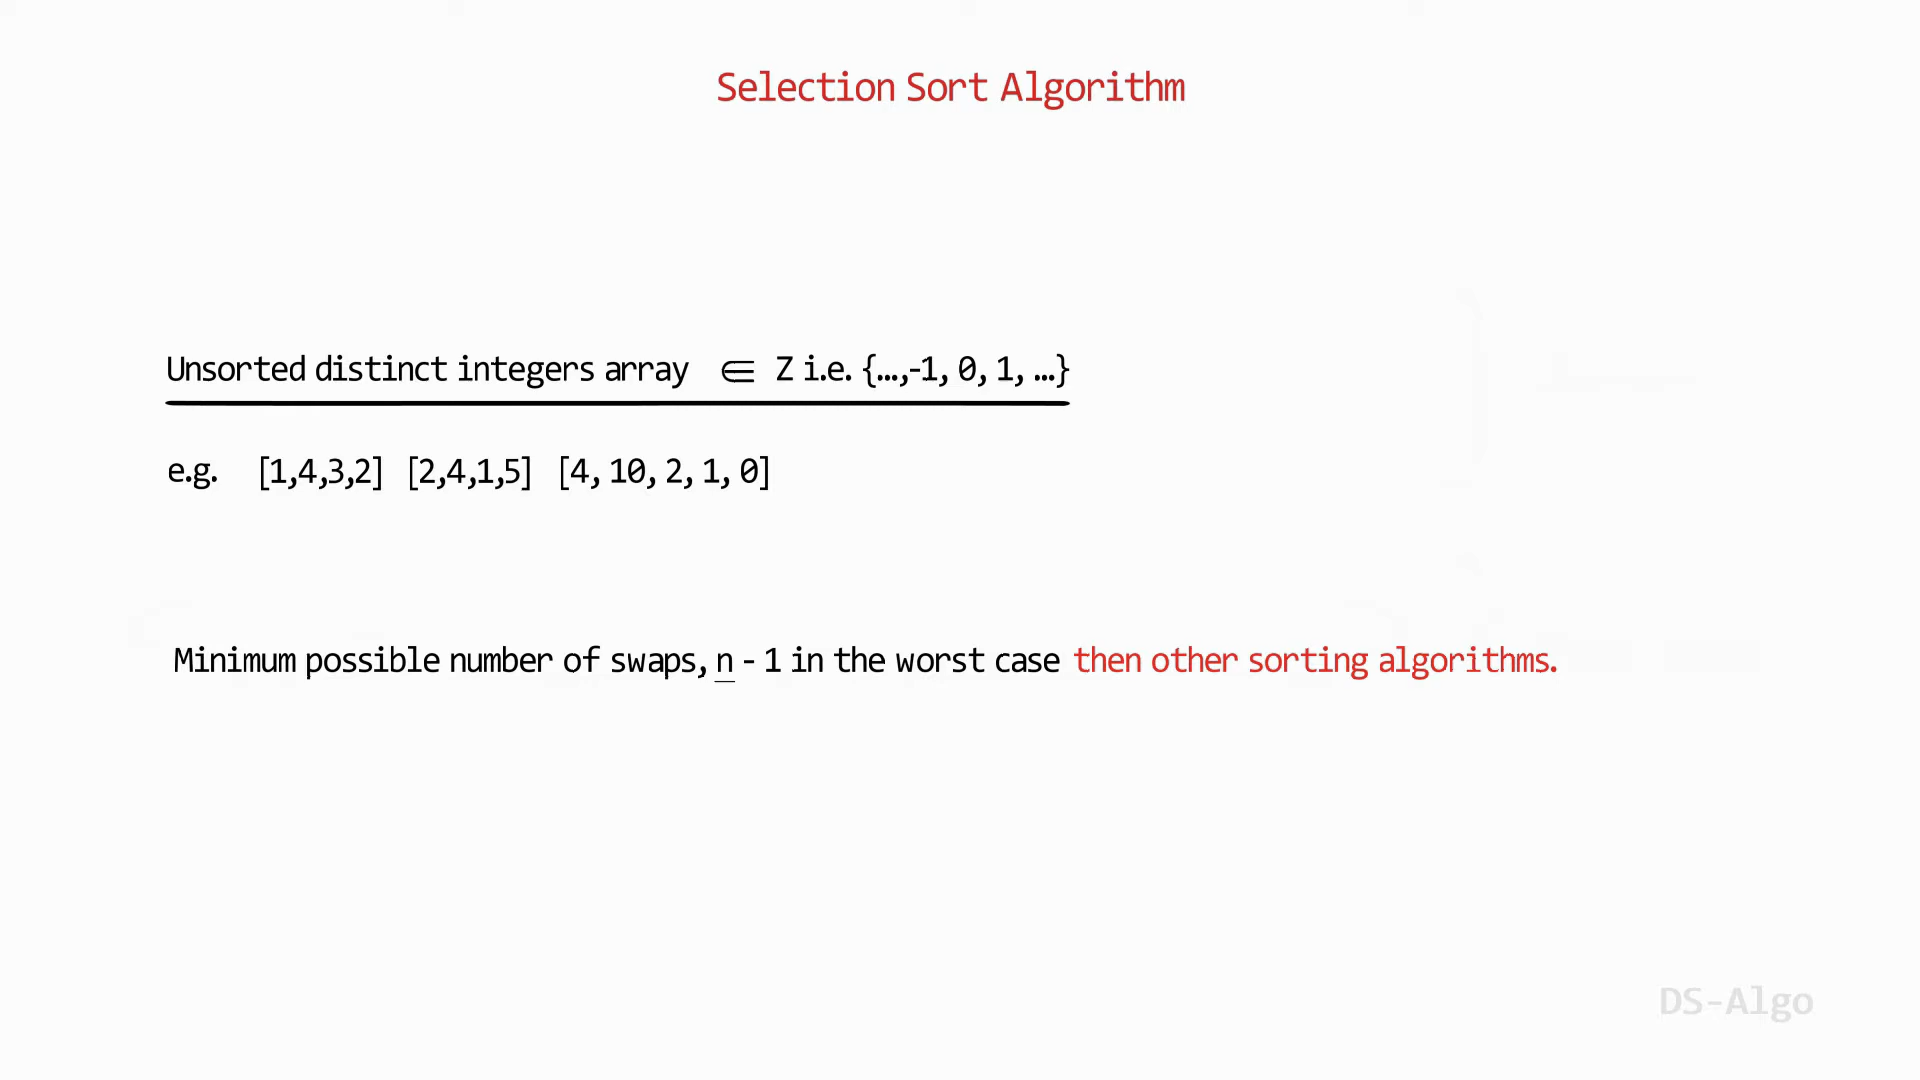 Selection Sort Algorithm
Unsorted distinct integers array ∈ Z i.e. {...,-1, 0, 1, ...}
e.g. [1,4,3,2] [2,4,1,5] [4, 10, 2, 1, 0]
Minimum possible number of swaps, n - 1 in the worst case then other sorting algorithms.
DS-Algo